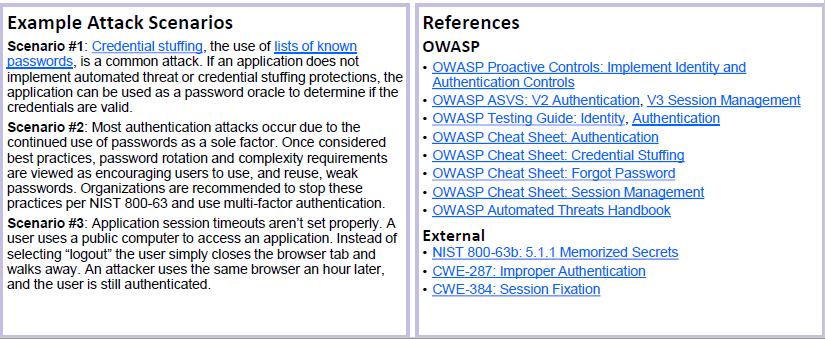 Example Attack Scenarios
Scenario #1: Credential stuffing, the use of lists of known
passwords, is a common attack. If an application does not
implement automated threat or credential stuffing protections, the
application can be used as a password oracle to determine if the
credentials are valid.
Scenario #2: Most authentication attacks occur due to the
continued use of passwords as a sole factor. Once considered
best practices, password rotation and complexity requirements
are viewed as encouraging users to use, and reuse, weak
passwords. Organizations are recommended to stop these
practices per NIST 800-63 and use multi-factor authentication.
Scenario #3: Application session timeouts aren’t set properly. A
user uses a public computer to access an application. Instead of
selecting “logout” the user simply closes the browser tab and
walks away. An attacker uses the same browser an hour later,
and the user is still authenticated.
References
OWASP
• OWASP Proactive Controls: Implement Identity and
Authentication Controls
• OWASP ASVS: V2 Authentication, V3 Session Management
• OWASP Testing Guide: Identity, Authentication
• OWASP Cheat Sheet: Authentication
• OWASP Cheat Sheet: Credential Stuffing
• OWASP Cheat Sheet: Forgot Password
• OWASP Cheat Sheet: Session Management
• OWASP Automated Threats Handbook
External
• NIST 800-63b: 5.1.1 Memorized Secrets
• CWE-287: Improper Authentication
• CWE-384: Session Fixation